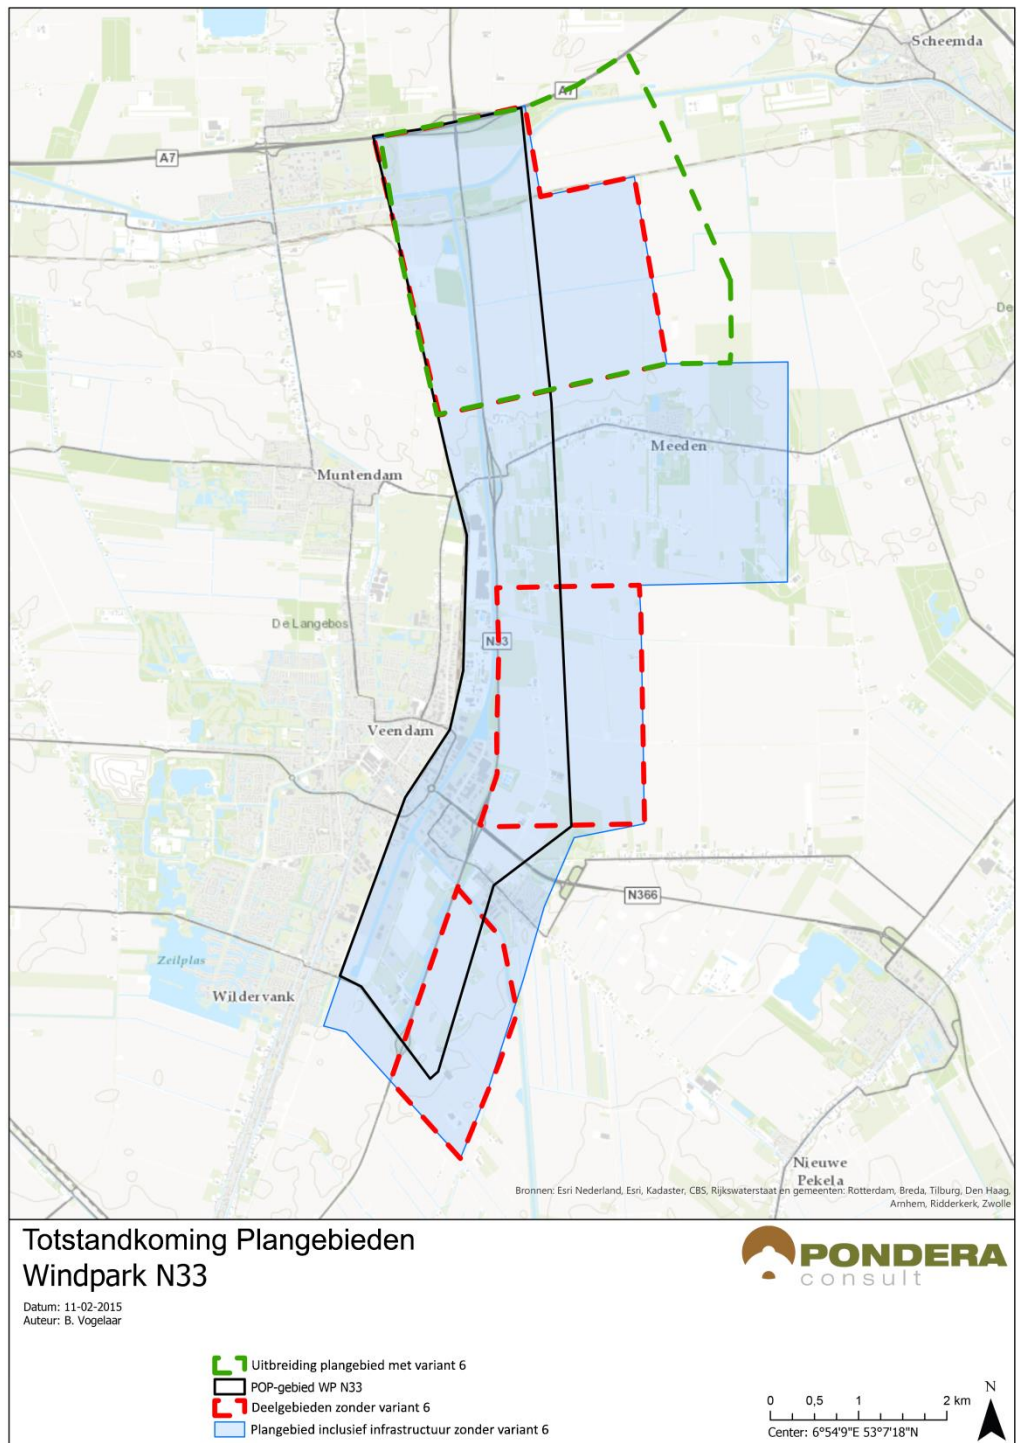 Scheemda
A7
A7
De
os
Meeden
Muntendam
De Langebos
N33
Veendam
N366
Zeilplas
Wildervank
Nieuwe
Pekela
Bronnen: Esri Nederland, Esri, Kadaster, CBS, Rijkswaterstaat en gemeenten: Rotterdam, Breda, Tilburg, Den Haag,
Arnhem, Ridderkerk, Zwolle
Totstandkoming Plangebieden
Windpark N33
Datum: 11-02-2015
Auteur: B. Vogelaar
PONDERA
consult
Uitbreiding plangebied met variant 6
POP-gebied WP N33
Deelgebieden zonder variant 6
Plangebied inclusief infrastructuur zonder variant 6
N
0 0,5 1 2 km
Center: 6°54'9"E 53°7'18"N